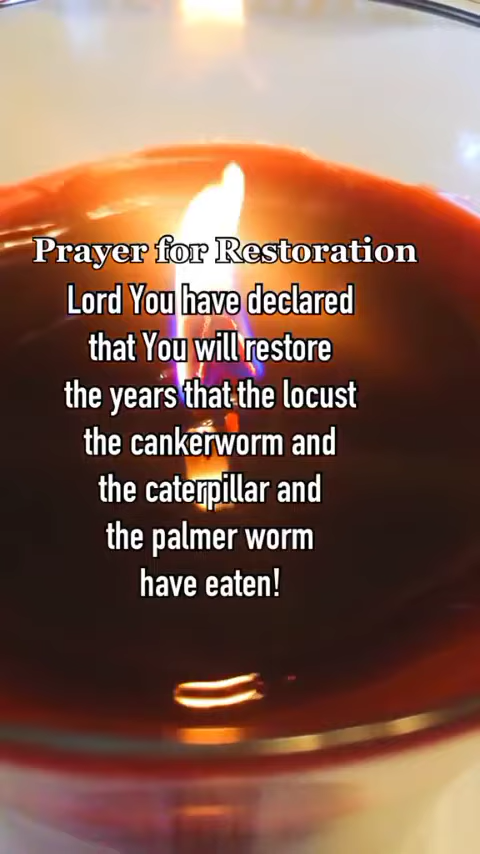 Prayer for Restoration
Lord You have declared
that You will restore
the years that the locust
the cankerworm and
the caterpillar and
the palmer worm
have eaten!